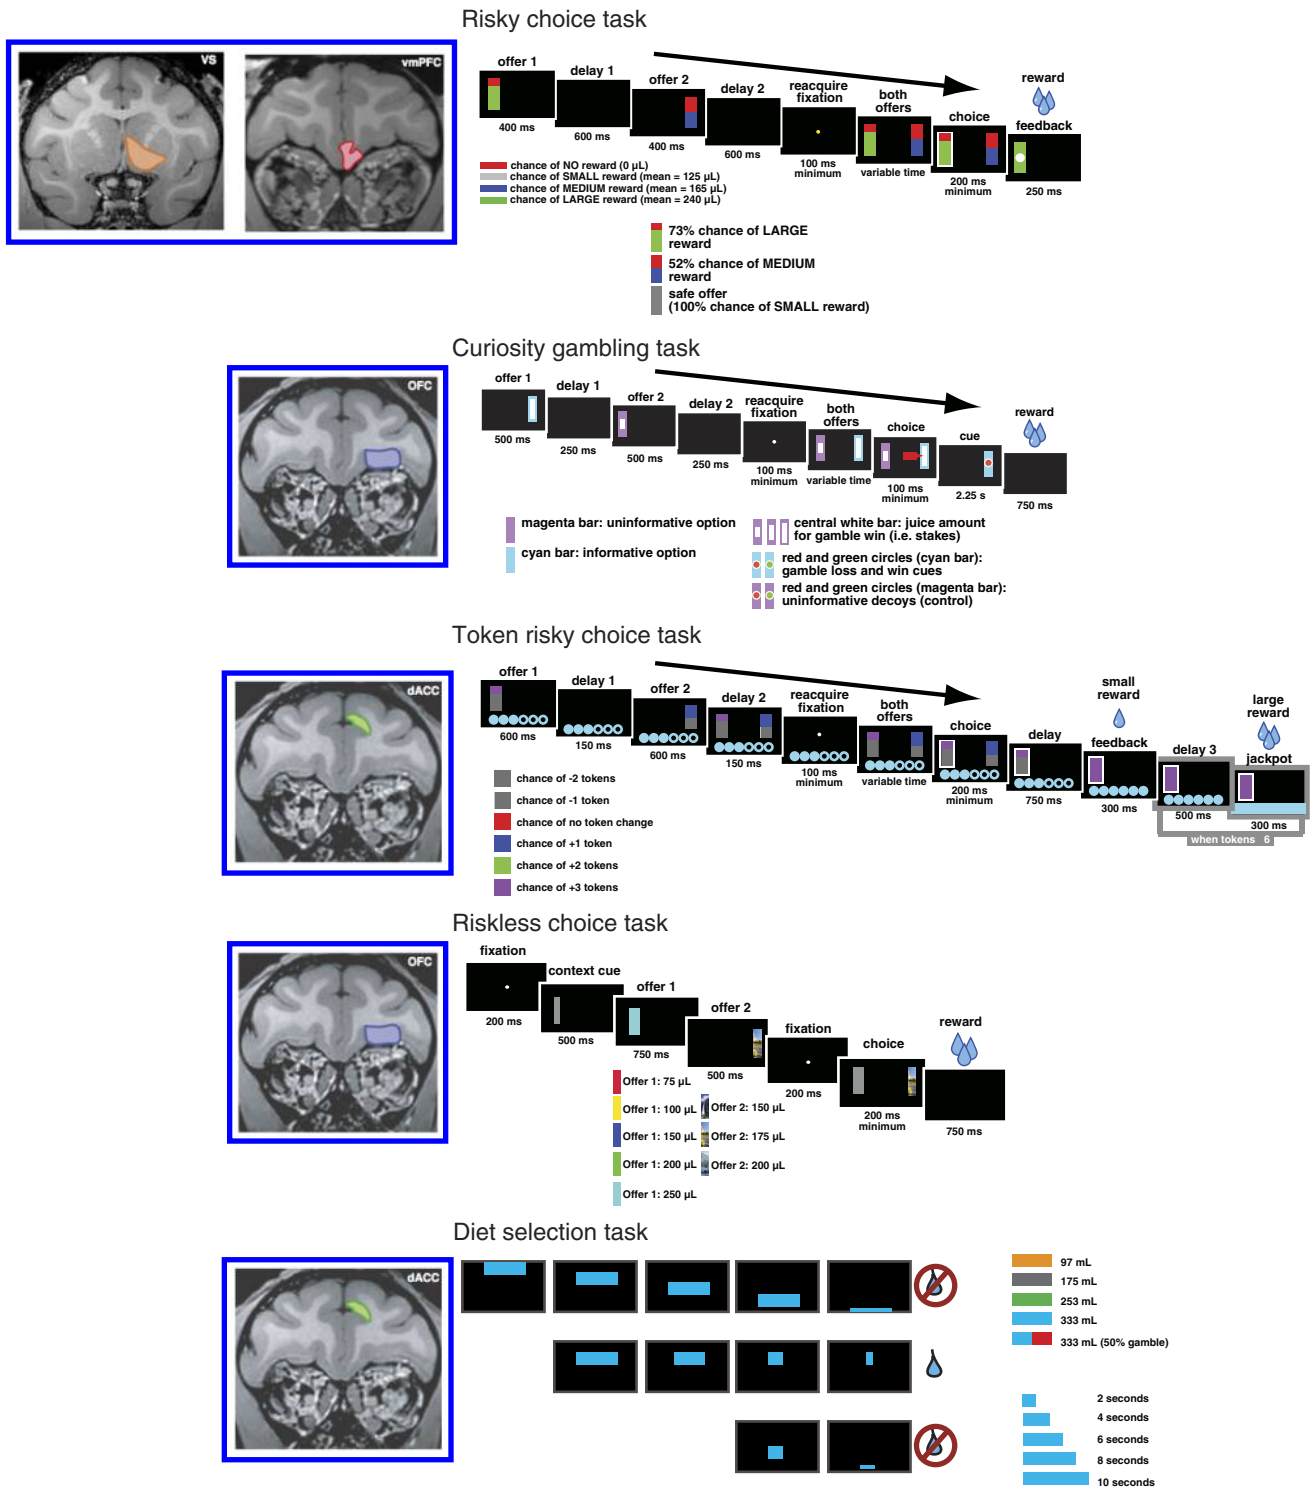 Risky choice task
VS
vmPFC
offer 1
400 ms
delay 1
600 ms
offer 2
400 ms
delay 2
600 ms
reacquire
fixation
100 ms
minimum
both
offers
variable time
choice
200 ms
minimum
reward
feedback
250 ms
chance of NO reward (0 µL)
chance of SMALL reward (mean = 125 µL)
chance of MEDIUM reward (mean = 165 µL)
chance of LARGE reward (mean = 240 µL)
73% chance of LARGE
reward
52% chance of MEDIUM
reward
safe offer
(100% chance of SMALL reward)
Curiosity gambling task
OFC
offer 1
500 ms
delay 1
250 ms
offer 2
500 ms
delay 2
250 ms
reacquire
fixation
100 ms
minimum
both
offers
variable time
choice
100 ms
minimum
cue
2.25 s
reward
750 ms
magenta bar: uninformative option
cyan bar: informative option
central white bar: juice amount
for gamble win (i.e. stakes)
red and green circles (cyan bar):
gamble loss and win cues
red and green circles (magenta bar):
uninformative decoys (control)
Token risky choice task
dACC
offer 1
600 ms
delay 1
150 ms
offer 2
600 ms
delay 2
150 ms
reacquire
fixation
100 ms
minimum
both
offers
variable time
choice
200 ms
minimum
delay
750 ms
small
reward
feedback
300 ms
delay 3
500 ms
large
reward
jackpot
300 ms
when tokens 6
chance of -2 tokens
chance of -1 token
chance of no token change
chance of +1 token
chance of +2 tokens
chance of +3 tokens
Riskless choice task
OFC
fixation
200 ms
context cue
500 ms
offer 1
750 ms
offer 2
500 ms
fixation
200 ms
choice
200 ms
minimum
reward
750 ms
Offer 1: 75 µL
Offer 1: 100 µL
Offer 2: 150 µL
Offer 1: 150 µL
Offer 2: 175 µL
Offer 1: 200 µL
Offer 2: 200 µL
Offer 1: 250 µL
Diet selection task
dACC
97 mL
175 mL
253 mL
333 mL
333 mL (50% gamble)
2 seconds
4 seconds
6 seconds
8 seconds
10 seconds